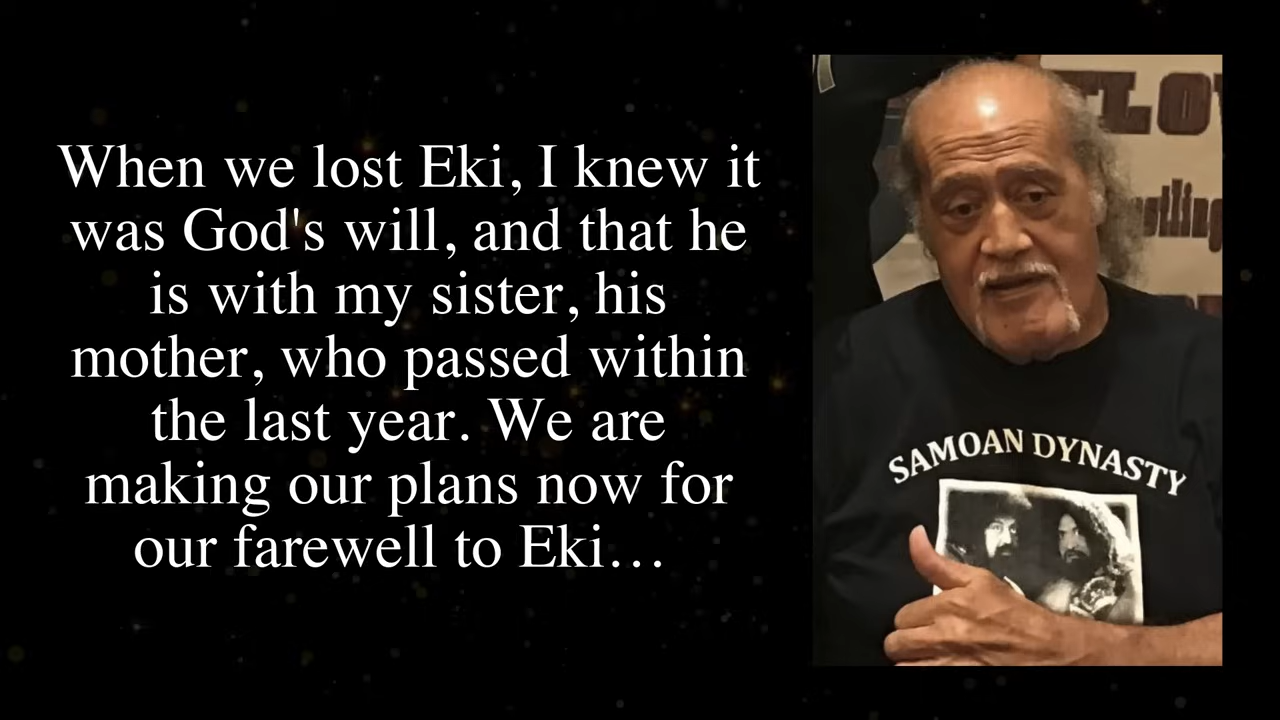 When we lost Eki, I knew it
was God's will, and that he
is with my sister, his
mother, who passed within
the last year. We are
making our plans now for
our farewell to Eki…
SAMOAN DYNASTY